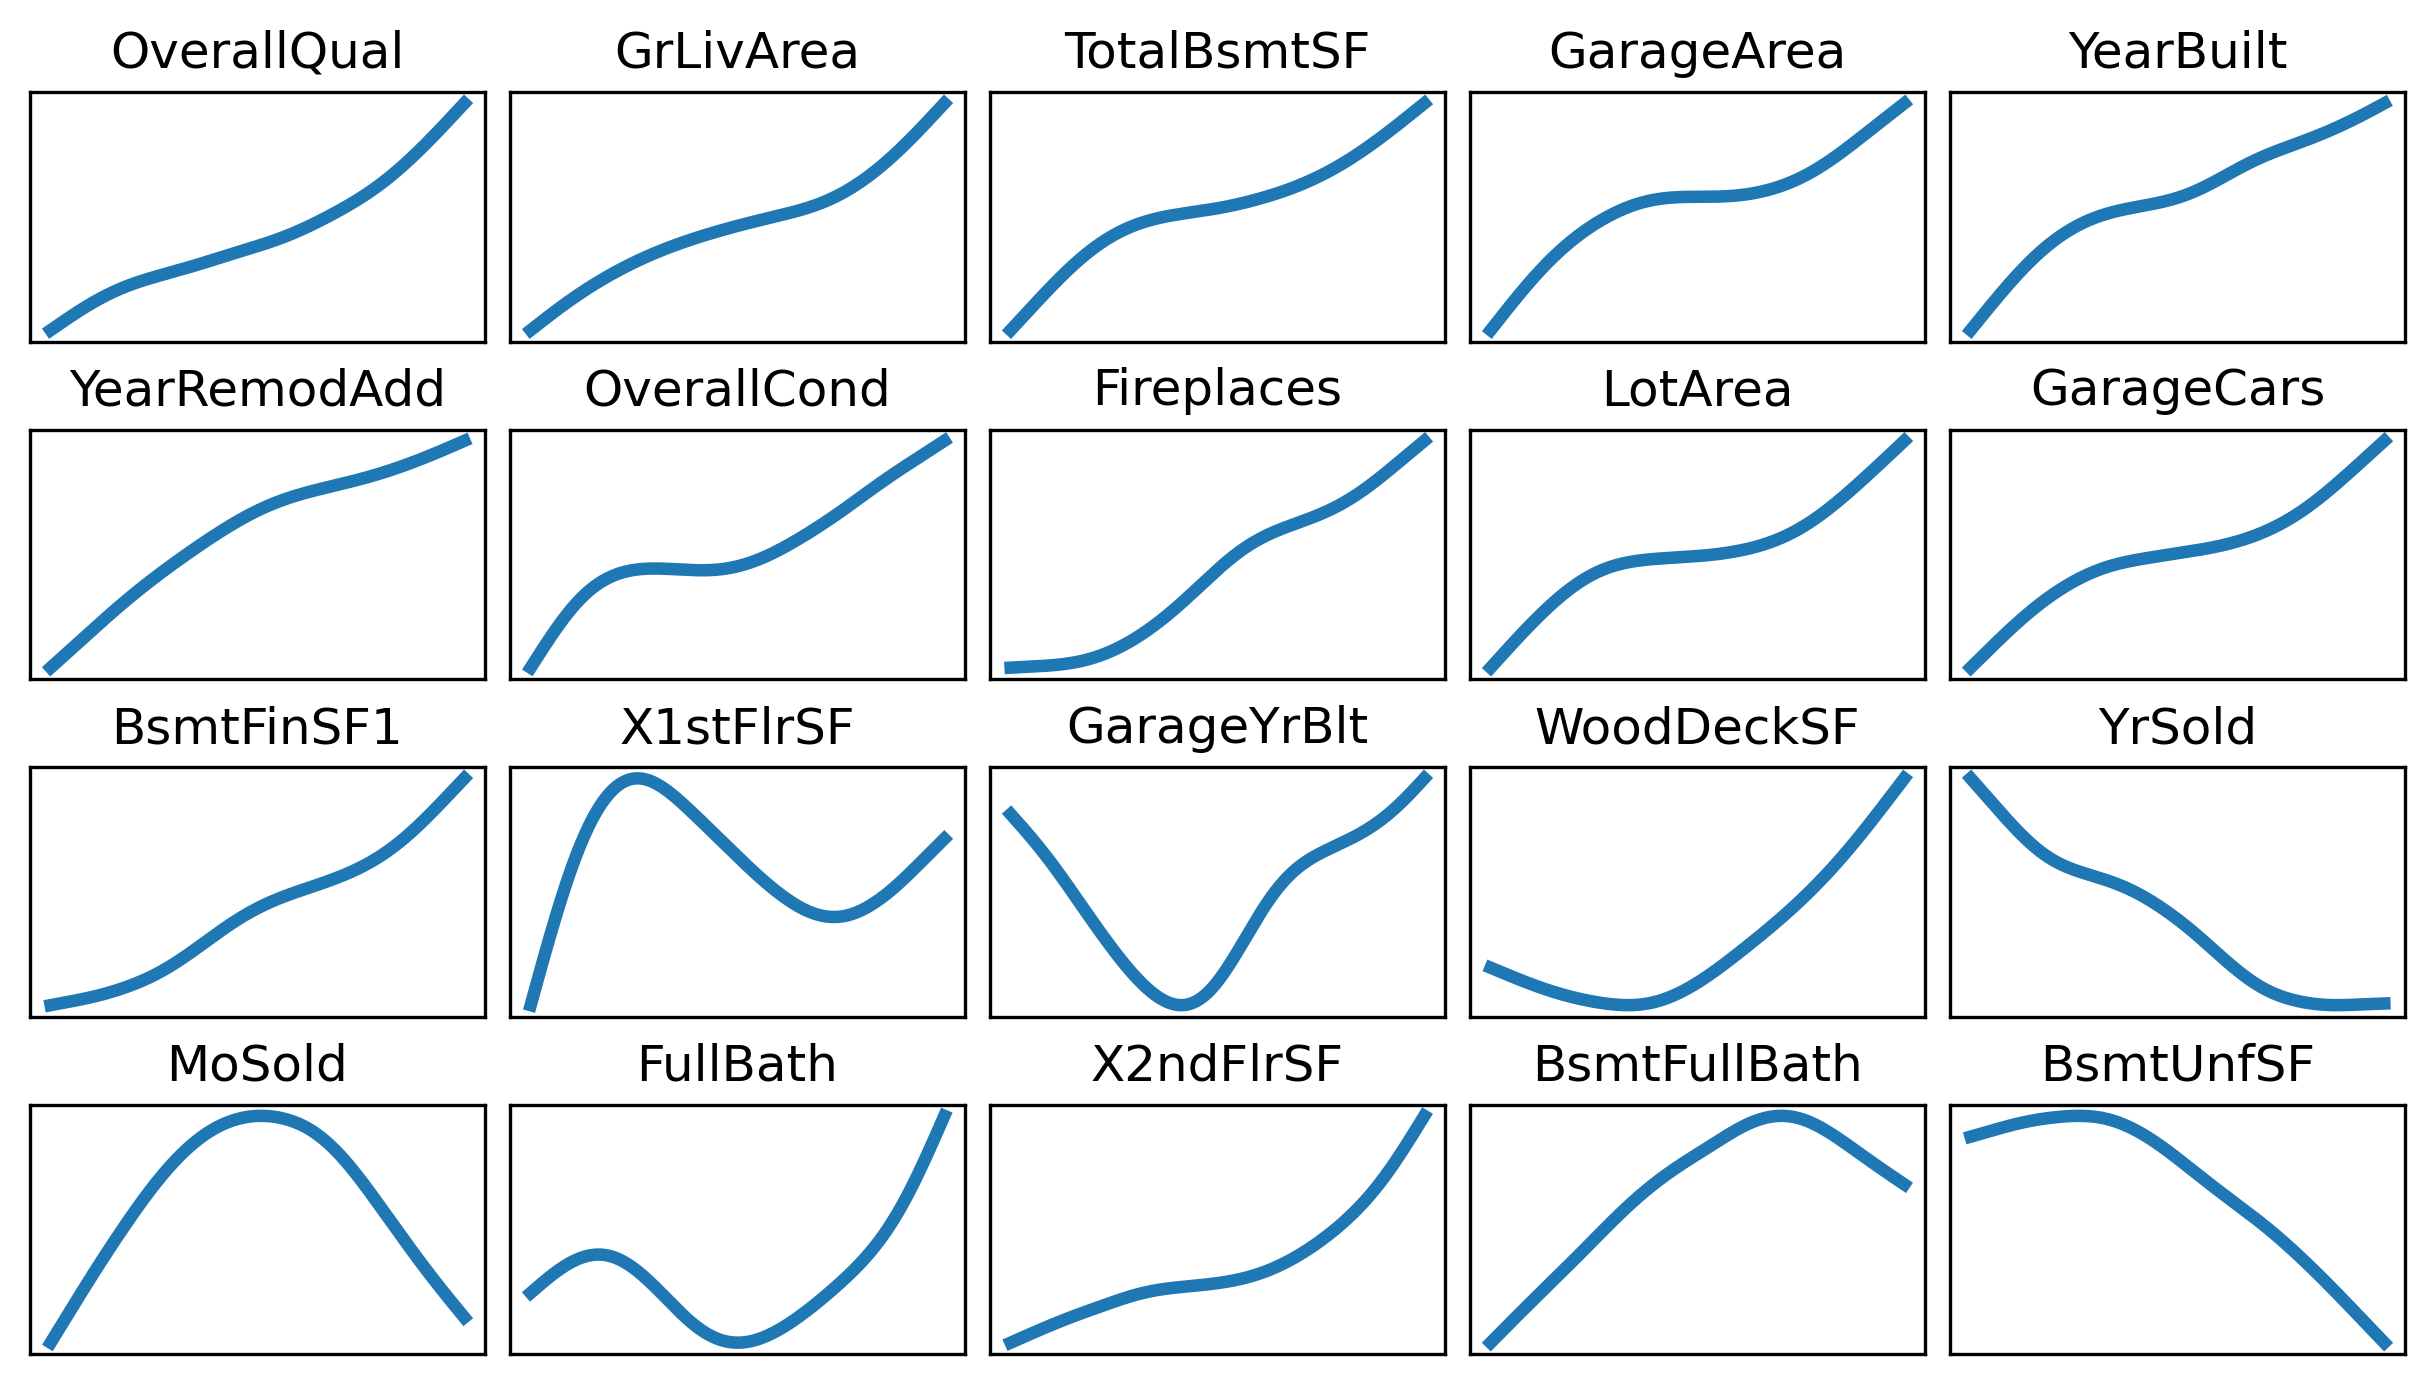 OverallQual
GrLivArea
TotalBsmtSF
GarageArea
YearBuilt
YearRemodAdd
OverallCond
Fireplaces
LotArea
GarageCars
BsmtFinSF1
X1stFlrSF
GarageYrBlt
WoodDeckSF
YrSold
MoSold
FullBath
X2ndFlrSF
BsmtFullBath
BsmtUnfSF